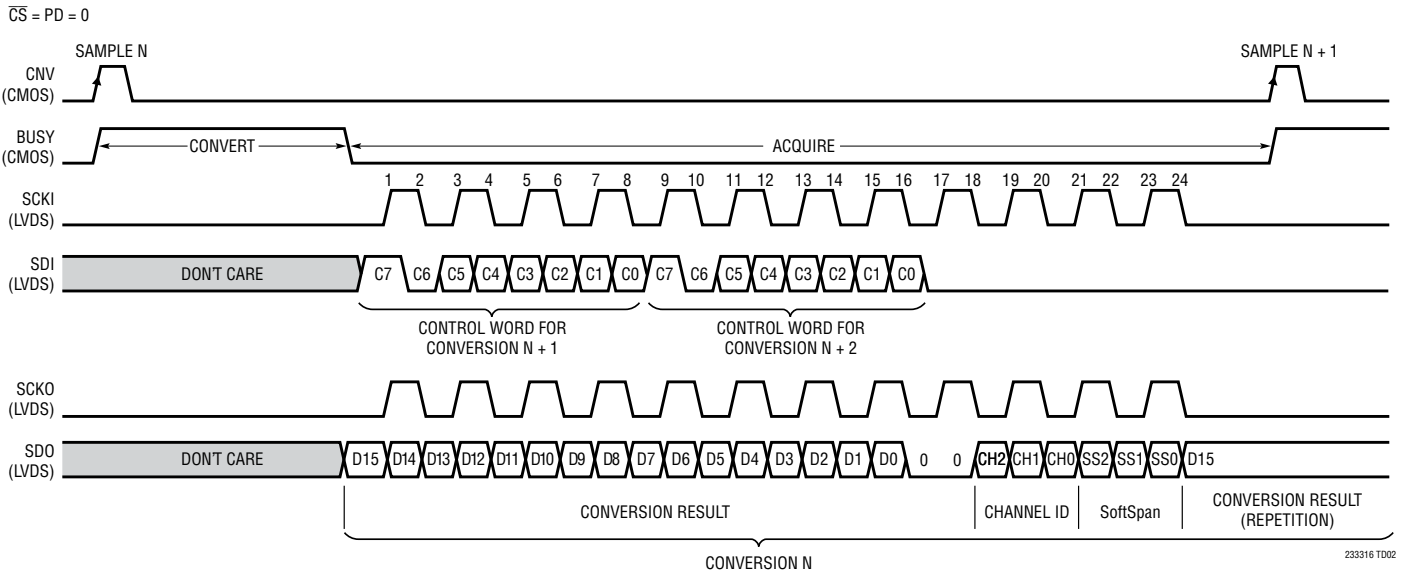 CS = PD = 0
SAMPLE N
SAMPLE N + 1
CNV
(CMOS)
BUSY
(CMOS)
CONVERT
ACQUIRE
1 2 3 4 5 6 7 8 9 10 11 12 13 14 15 16 17 18 19 20 21 22 23 24
SCKI
(LVDS)
SDI
(LVDS)
DON'T CARE
C7 C6 C5 C4 C3 C2 C1 C0 C7 C6 C5 C4 C3 C2 C1 C0
CONTROL WORD FOR
CONVERSION N + 1
CONTROL WORD FOR
CONVERSION N + 2
SCKO
(LVDS)
SDO
(LVDS)
DON'T CARE
D15 D14 D13 D12 D11 D10 D9 D8 D7 D6 D5 D4 D3 D2 D1 D0 0 0 CH2 CH1 CH0 SS2 SS1 SS0 D15
CONVERSION RESULT
CHANNEL ID
SoftSpan
CONVERSION RESULT
(REPETITION)
CONVERSION N
233316 TD02